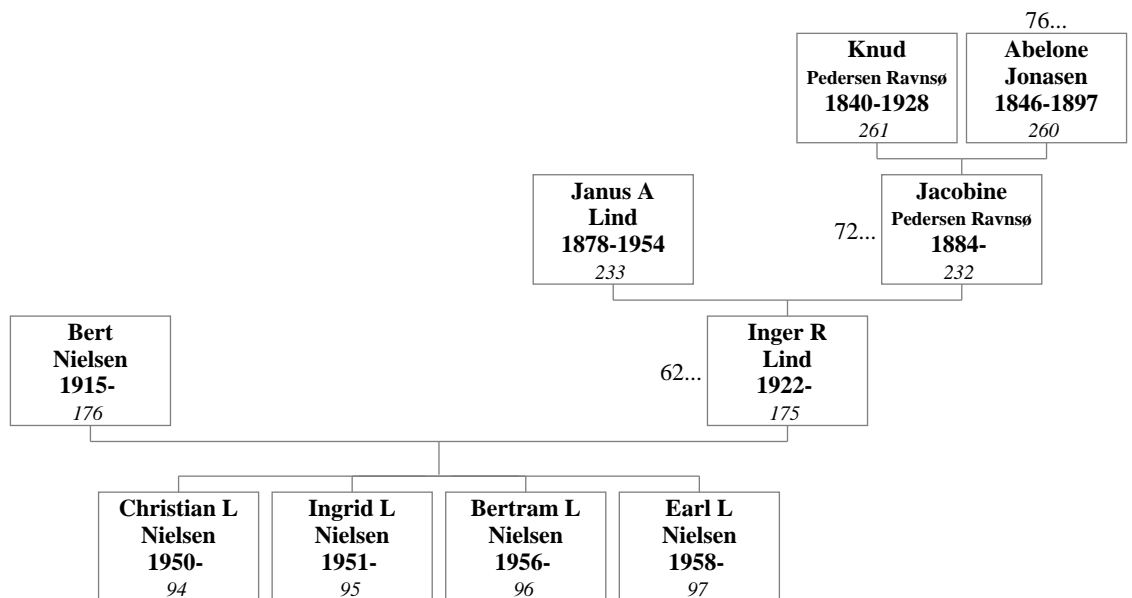 76...
Knud
Pedersen Ravnsø
1840-1928
261
Abelone
Jonasen
1846-1897
260
Janus A
Lind
1878-1954
233
72...
Jacobine
Pedersen Ravnsø
1884-
232
Bert
Nielsen
1915-
176
62...
Inger R
Lind
1922-
175
Christian L
Nielsen
1950-
94
Ingrid L
Nielsen
1951-
95
Bertram L
Nielsen
1956-
96
Earl L
Nielsen
1958-
97